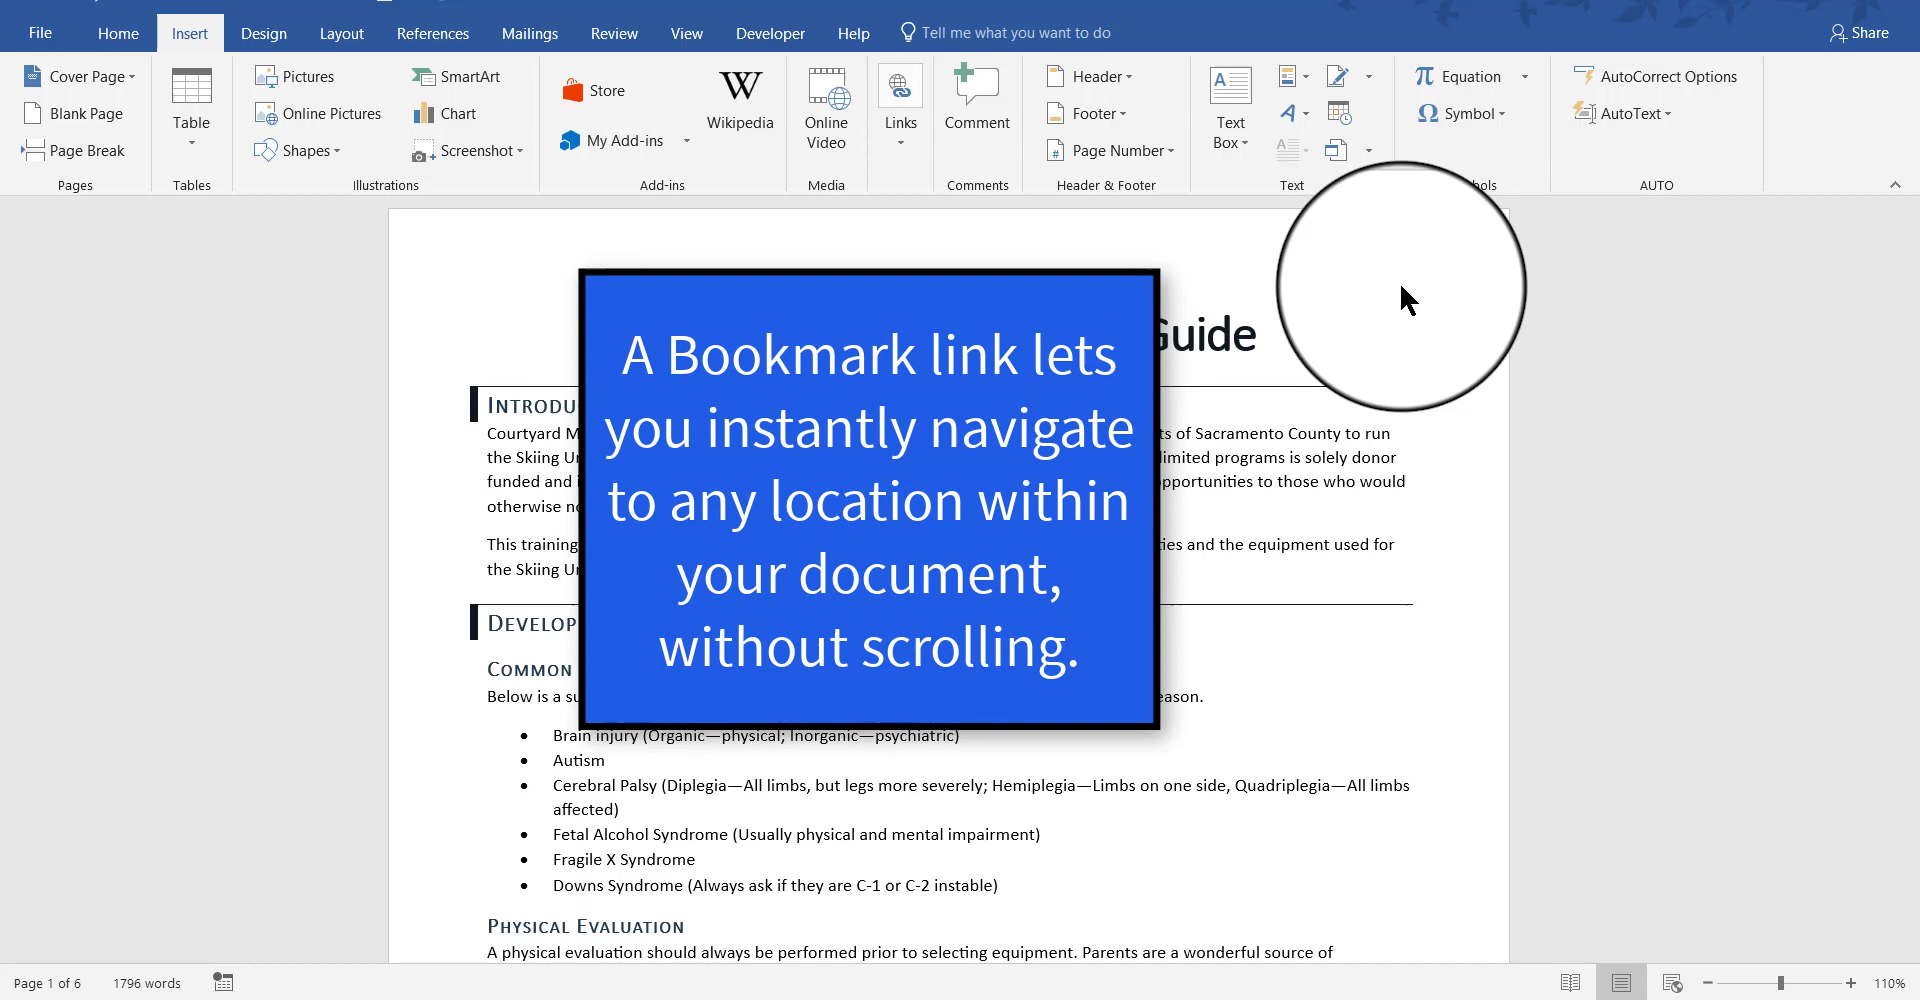 File Home Insert Design Layout References Mailings Review View Developer Help Tell me what you want to do Share
Cover Page
Blank Page
Page Break
Pages
Table
Tables
Pictures
Online Pictures
Shapes
SmartArt
Chart
Screenshot
Illustrations
Store
My Add-ins
W
Wikipedia
Add-ins
Online
Video
Media
Links
Comment
Comments
Header
Footer
# Page Number
Header & Footer
A
Text
Box
A
A
Text
π Equation
Ω Symbol
AutoCorrect Options
AutoText
AUTO
Guide
A Bookmark link lets
you instantly navigate
to any location within
your document,
without scrolling.
Courtyard
of Sacramento County to run
the Skiing
limited programs is solely donor
funded and
opportunities to those who would
otherwise
This training
and the equipment used for
the Skiing
COMMON
Below is a
Brain injury (Organic—physical; Inorganic—psychiatric)
• Autism
• Cerebral Palsy (Diplegia—All limbs, but legs more severely; Hemiplegia—Limbs on one side, Quadriplegia—All limbs
affected)
• Fetal Alcohol Syndrome (Usually physical and mental impairment)
• Fragile X Syndrome
• Downs Syndrome (Always ask if they are C-1 or C-2 instable)
PHYSICAL EVALUATION
A physical evaluation should always be performed prior to selecting equipment. Parents are a wonderful source of
Page 1 of 6 1796 words 110%